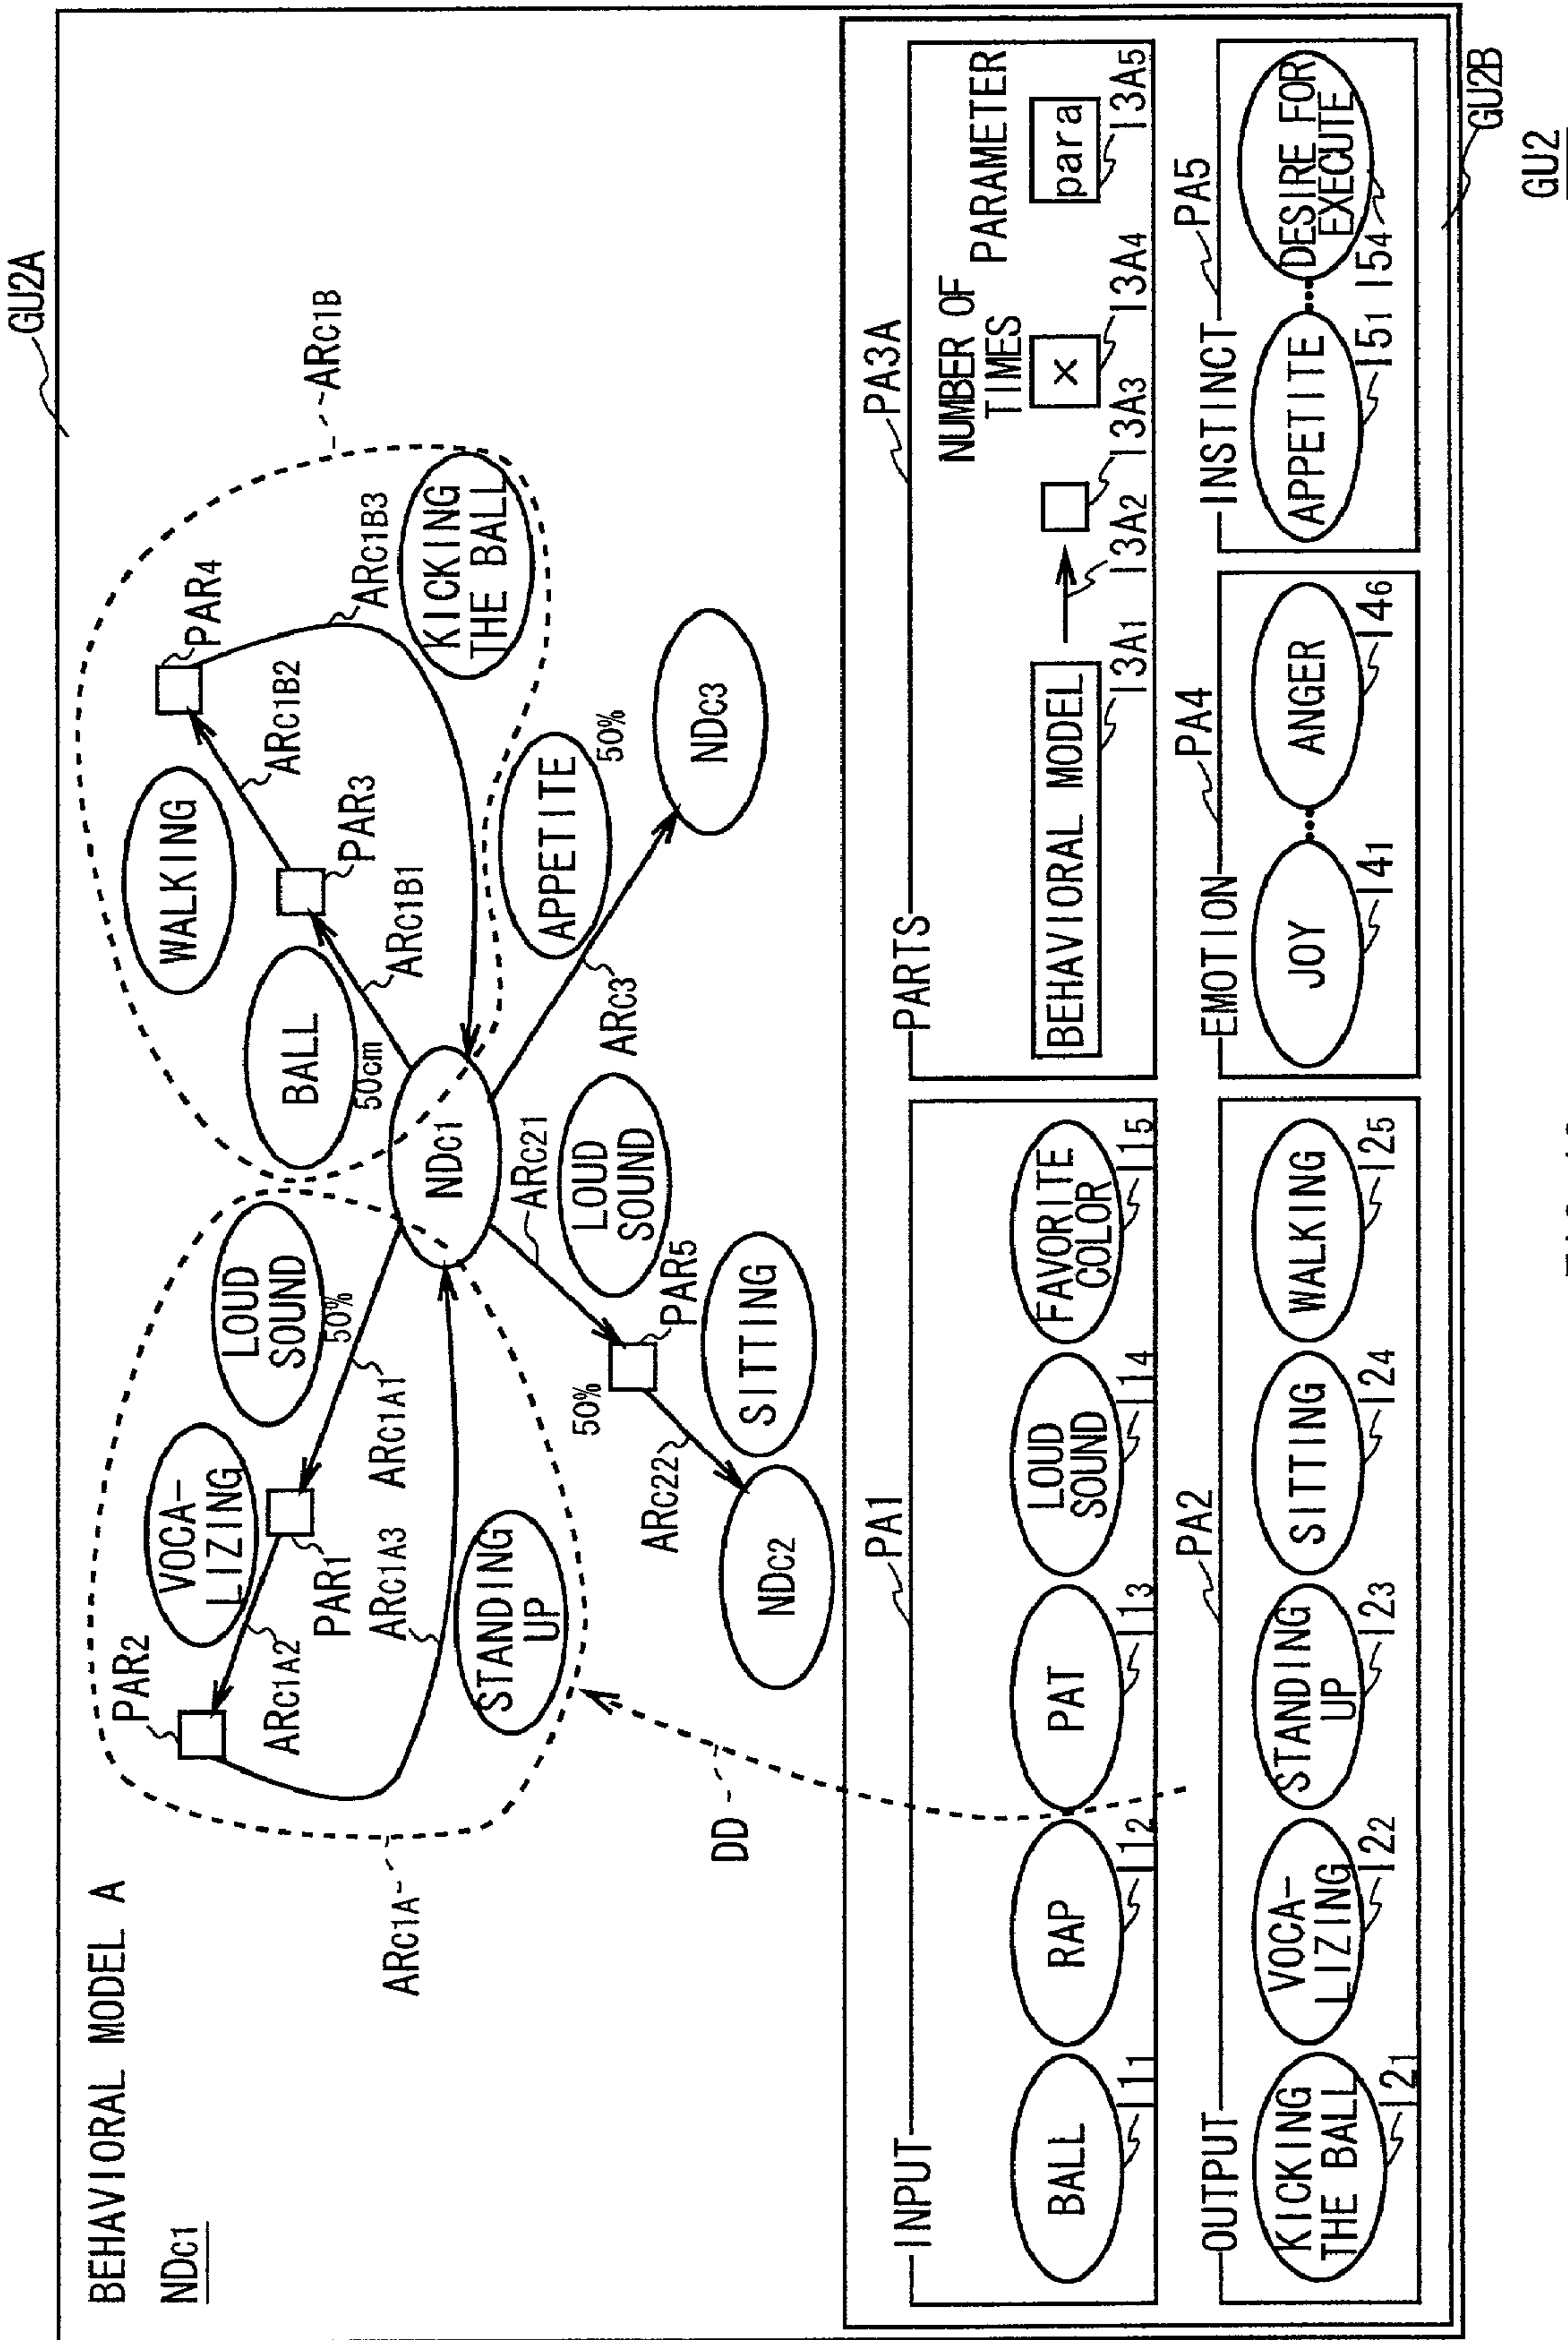 GU2A
BEHAVIORAL MODEL A
NDC1
ARC1A
ARC1B
PAR2
VOCA-
LIZING
LOUD
SOUND
50%
ARC1A2
PAR1
ARC1A1
ARC1A3
STANDING
UP
BALL
50cm
WALKING
PAR4
ARC1B2
PAR3
ARC1B1
ARC1B3
KICKING
THE BALL
NDC1
ARC21
LOUD
SOUND
PAR5
50%
SITTING
ARC22
NDC2
APPETITE
50%
ARC3
NDC3
DD
INPUT
PA1
BALL
111
RAP
112
PAT
113
LOUD
SOUND
114
FAVORITE
COLOR
115
PARTS
PA3A
BEHAVIORAL MODEL
13A1
13A2
13A3
NUMBER OF
TIMES
x
13A4
PARAMETER
para
13A5
OUTPUT
PA2
KICKING
THE BALL
121
VOCA-
LIZING
122
STANDING
UP
123
SITTING
124
WALKING
125
EMOTION
PA4
JOY
141
ANGER
146
INSTINCT
PA5
APPETITE
151
DESIRE FOR
EXECUTE
154
GU2B
GU2